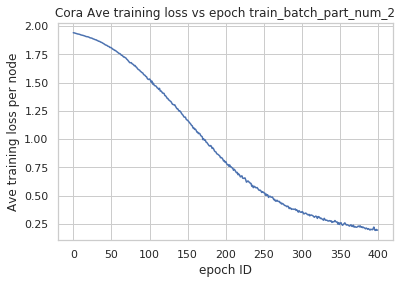 Cora Ave training loss vs epoch train_batch_part_num_2
Ave training loss per node
2.00
1.75
1.50
1.25
1.00
0.75
0.50
0.25
0 50 100 150 200 250 300 350 400
epoch ID